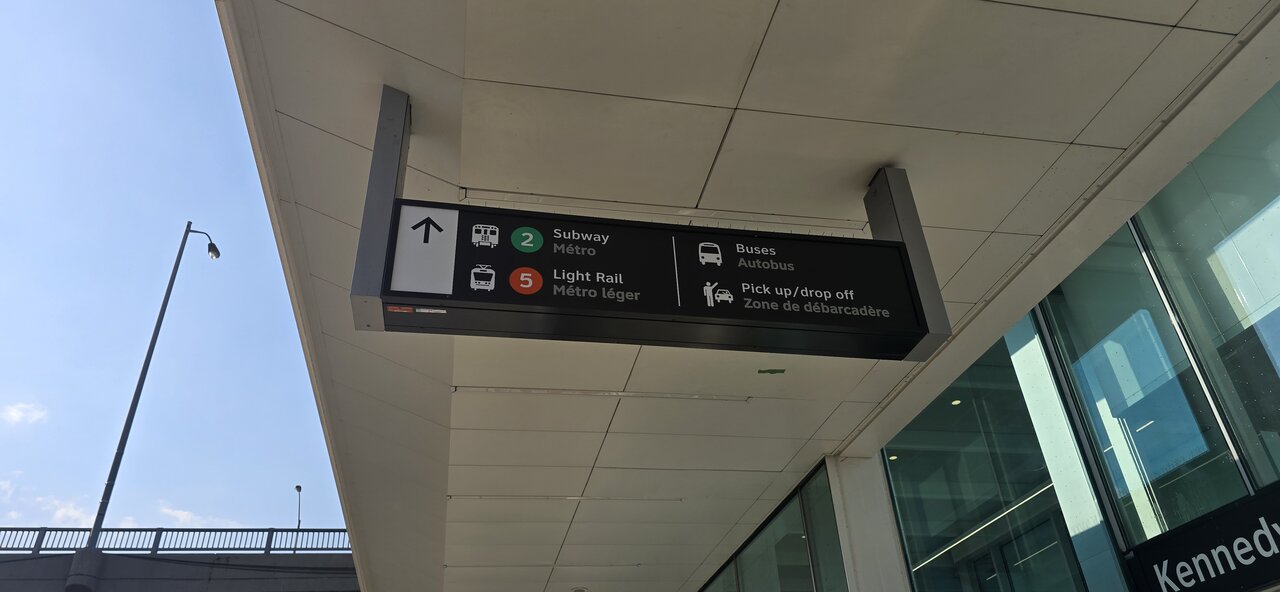 2 Subway
Métro
5 Light Rail
Métro léger
Buses
Autobus
Pick up/drop off
Zone de débarcadère
Kennedy